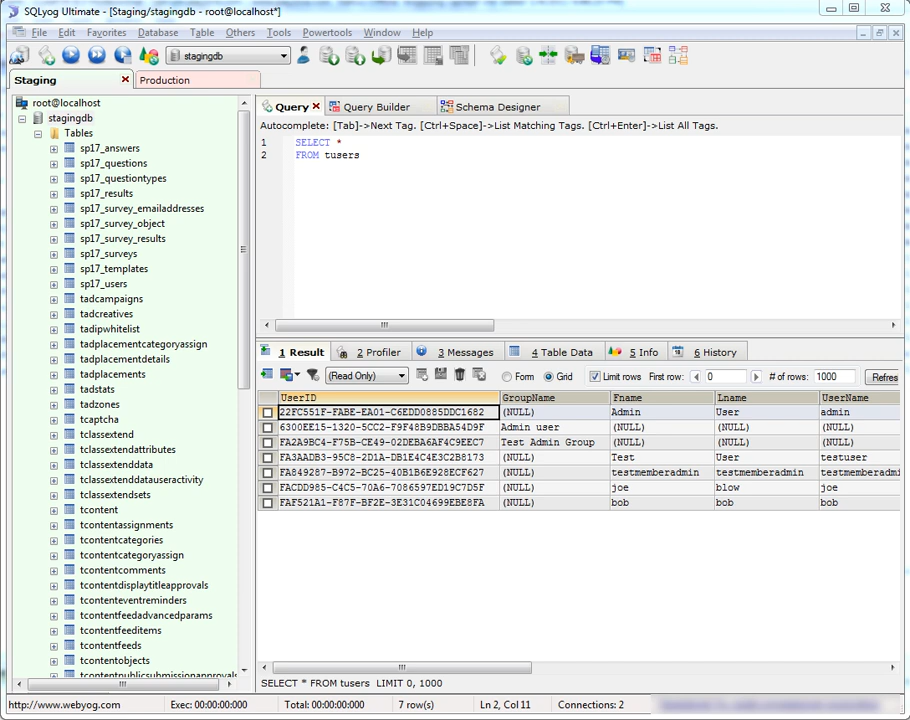 SQLyog Ultimate - [Staging/stagingdb - root@localhost*]
File Edit Favorites Database Table Others Tools Powertools Window Help
stagingdb
Staging Production
root@localhost
stagingdb
Tables
sp17_answers
sp17_questions
sp17_questiontypes
sp17_results
sp17_survey_emailaddresses
sp17_survey_object
sp17_survey_results
sp17_surveys
sp17_templates
sp17_users
tadcampaigns
tadcreatives
tadipwhitelist
tadplacementcategoryassign
tadplacementdetails
tadplacements
tadstats
tadzones
tcaptcha
tclassextend
tclassextendattributes
tclassextenddata
tclassextenddatauseractivity
tclassextenddatasets
tcontent
tcontentassignments
tcontentcategories
tcontentcategoryassign
tcontentcomments
tcontentdisplaytitleapprovals
tcontenteventreminders
tcontentfeedadvancedparams
tcontentfeeditems
tcontentfeeds
tcontentobjects
tcontentpublicsubmissionapprovals
Query Query Builder Schema Designer
Autocomplete: [Tab]->Next Tag. [Ctrl+Space]->List Matching Tags. [Ctrl+Enter]->List All Tags.
1 SELECT *
2 FROM tusers
1 Result 2 Profiler 3 Messages 4 Table Data 5 Info 6 History
(Read Only) Form Grid Limit rows First row: 0 # of rows: 1000 Refres
UserID GroupName Fname Lname UserName
22FC551F-FABE-EA01-C6EDD0885DDC1682 (NULL) Admin User admin
6300EE15-1320-5CC2-F9F48B9DBBA54D9F Admin user (NULL) (NULL) (NULL)
FA2A9BC4-F75B-CE49-02DEBA6AF4C9EEC7 Test Admin Group (NULL) (NULL) (NULL)
FA3AADB3-95C8-2D1A-DB1E4C4E3C2B8173 (NULL) Test User testuser
FA849287-B972-BC25-40B1B6E928ECF627 (NULL) testmemberadmin testmemberadmin testmemberadmi
FACDD985-C4C5-70A6-7086597ED19C7D5F (NULL) joe blow joe
FAF521A1-F87F-BF2E-3E31C04699EBE8FA (NULL) bob bob bob
SELECT * FROM tusers LIMIT 0, 1000
http://www.webyog.com Exec: 00:00:00:000 Total: 00:00:00:000 7 row(s) Ln 2, Col 11 Connections: 2